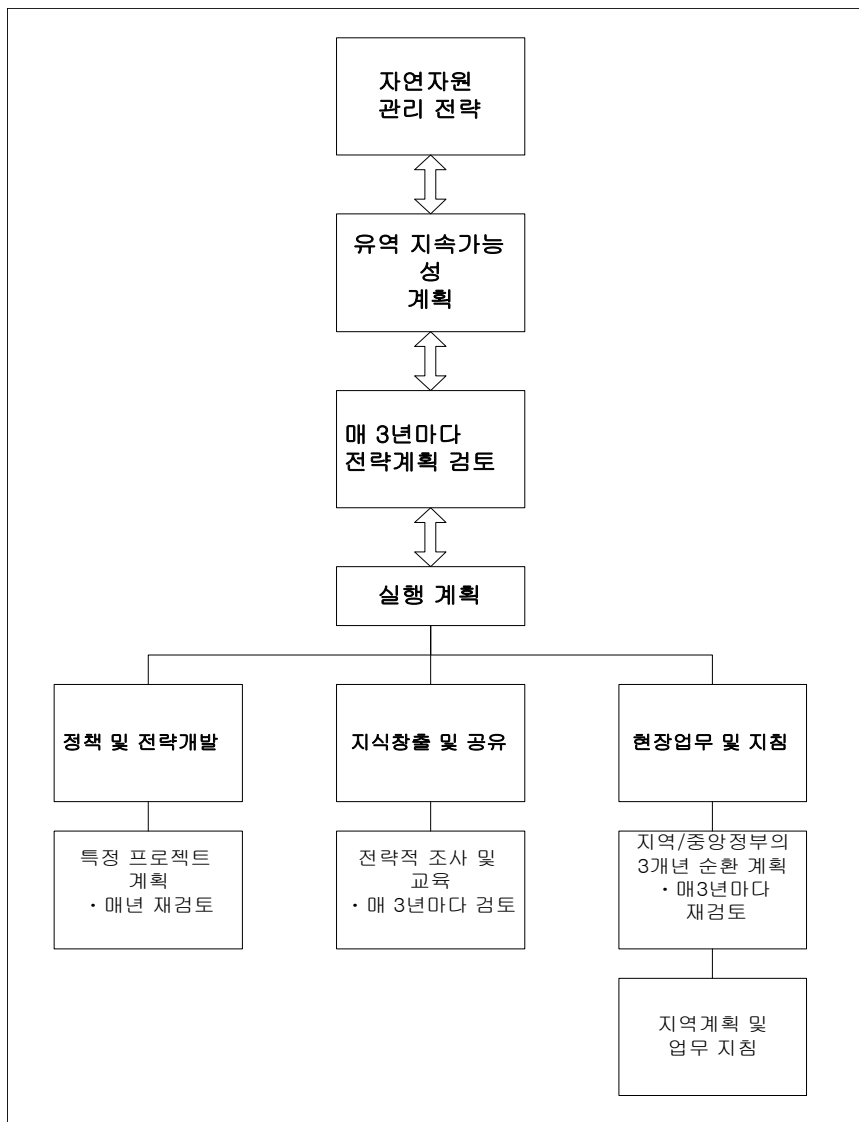 자연자원
관리 전략
유역 지속가능
성
계획
매 3년마다
전략계획 검토
실행 계획
정책 및 전략개발
지식창출 및 공유
현장업무 및 지침
특정 프로젝트
계획
· 매년 재검토
전략적 조사 및
교육
· 매 3년마다 검토
지역/중앙정부의
3개년 순환 계획
· 매3년마다
재검토
지역계획 및
업무 지침